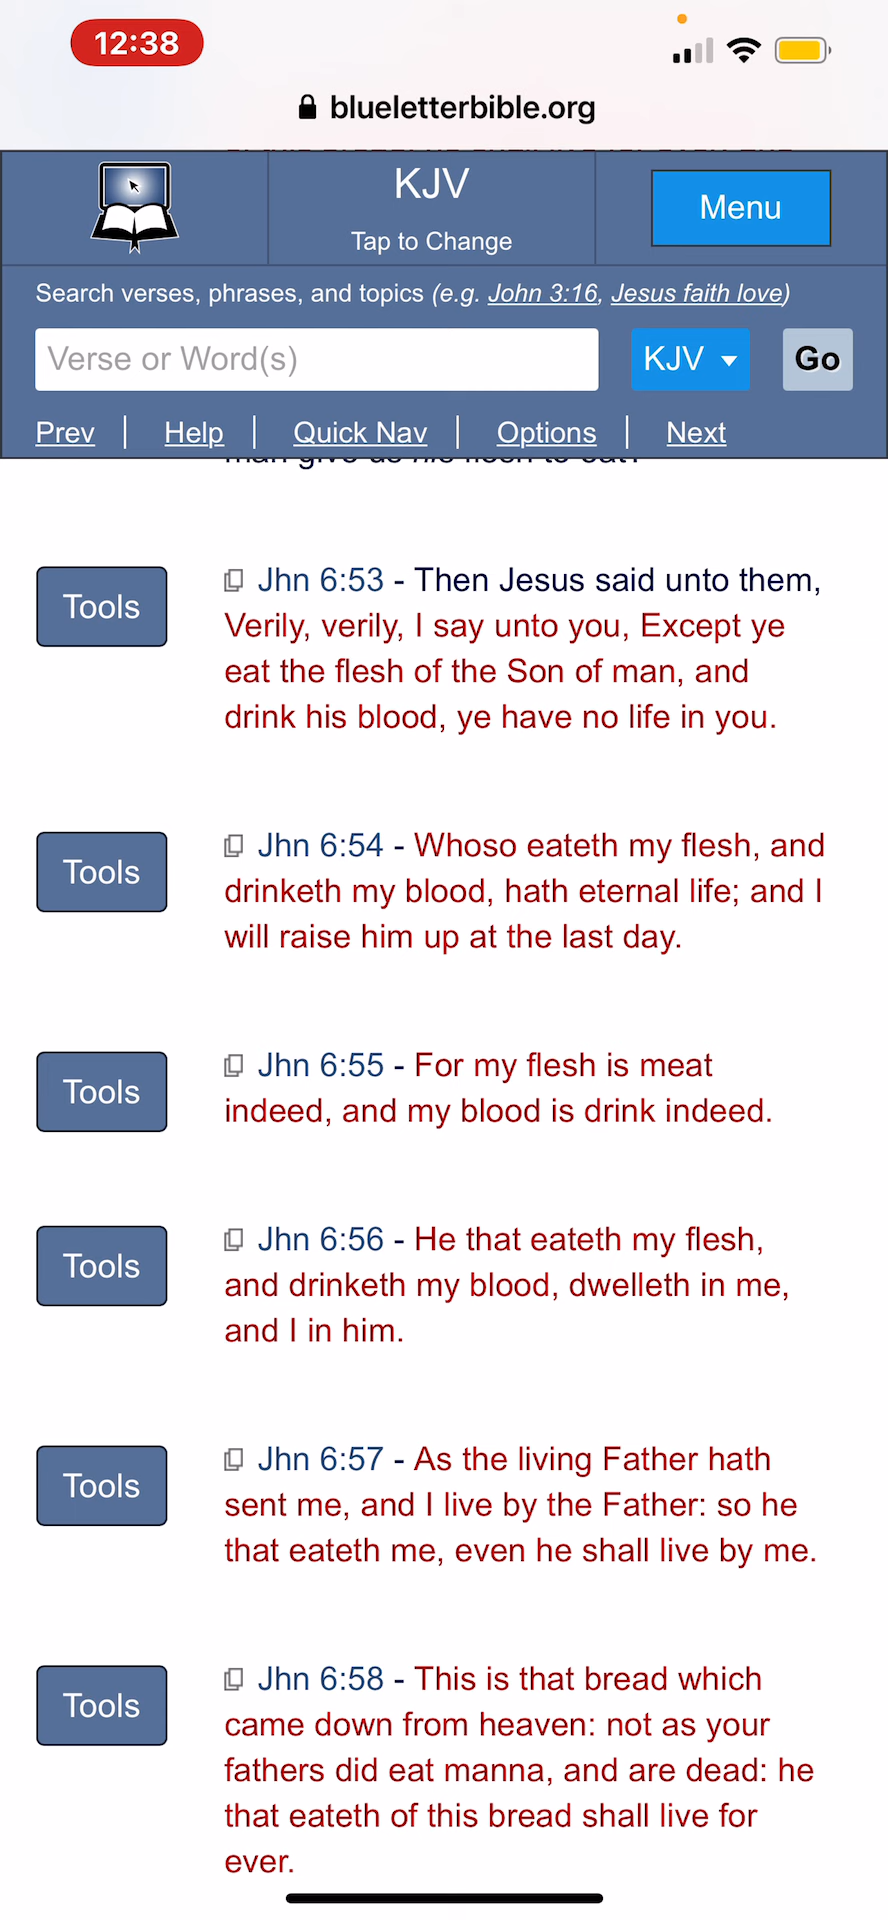 12:38
blueletterbible.org
KJV
Tap to Change
Menu
Search verses, phrases, and topics (e.g. John 3:16, Jesus faith love)
Verse or Word(s)
KJV
Go
Prev | Help | Quick Nav | Options | Next
man give us his flesh to eat?
Tools
Jhn 6:53 - Then Jesus said unto them,
Verily, verily, I say unto you, Except ye
eat the flesh of the Son of man, and
drink his blood, ye have no life in you.
Tools
Jhn 6:54 - Whoso eateth my flesh, and
drinketh my blood, hath eternal life; and I
will raise him up at the last day.
Tools
Jhn 6:55 - For my flesh is meat
indeed, and my blood is drink indeed.
Tools
Jhn 6:56 - He that eateth my flesh,
and drinketh my blood, dwelleth in me,
and I in him.
Tools
Jhn 6:57 - As the living Father hath
sent me, and I live by the Father: so he
that eateth me, even he shall live by me.
Tools
Jhn 6:58 - This is that bread which
came down from heaven: not as your
fathers did eat manna, and are dead: he
that eateth of this bread shall live for
ever.